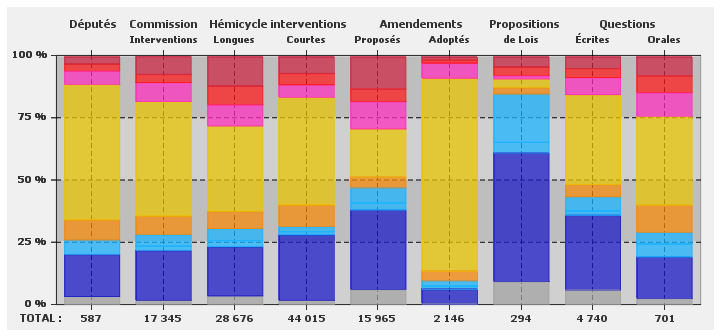 Députés Commission Hémicycle interventions Amendements Propositions Questions
Interventions Longues Courtes Proposés Adoptés de Lois Écrites Orales
100 %
75 %
50 %
25 %
0 %
TOTAL : 587 17 345 28 676 44 015 15 965 2 146 294 4 740 701